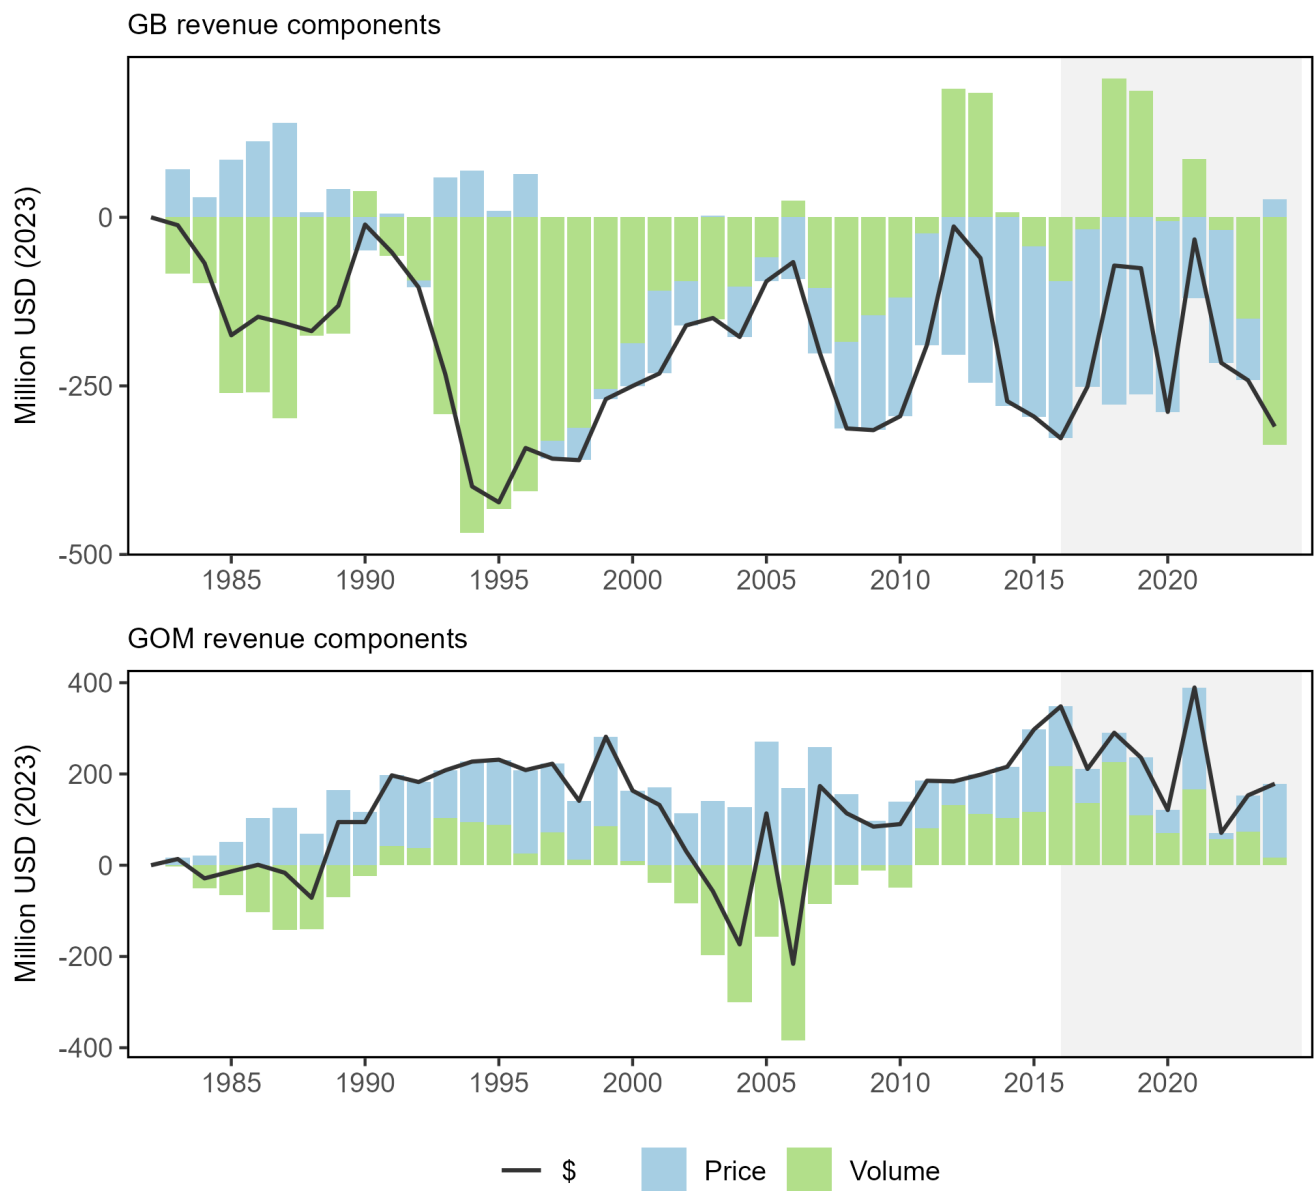 GB revenue components
Million USD (2023)
0
-250
-500
1985 1990 1995 2000 2005 2010 2015 2020
GOM revenue components
Million USD (2023)
400
200
0
-200
-400
1985 1990 1995 2000 2005 2010 2015 2020
$ Price Volume